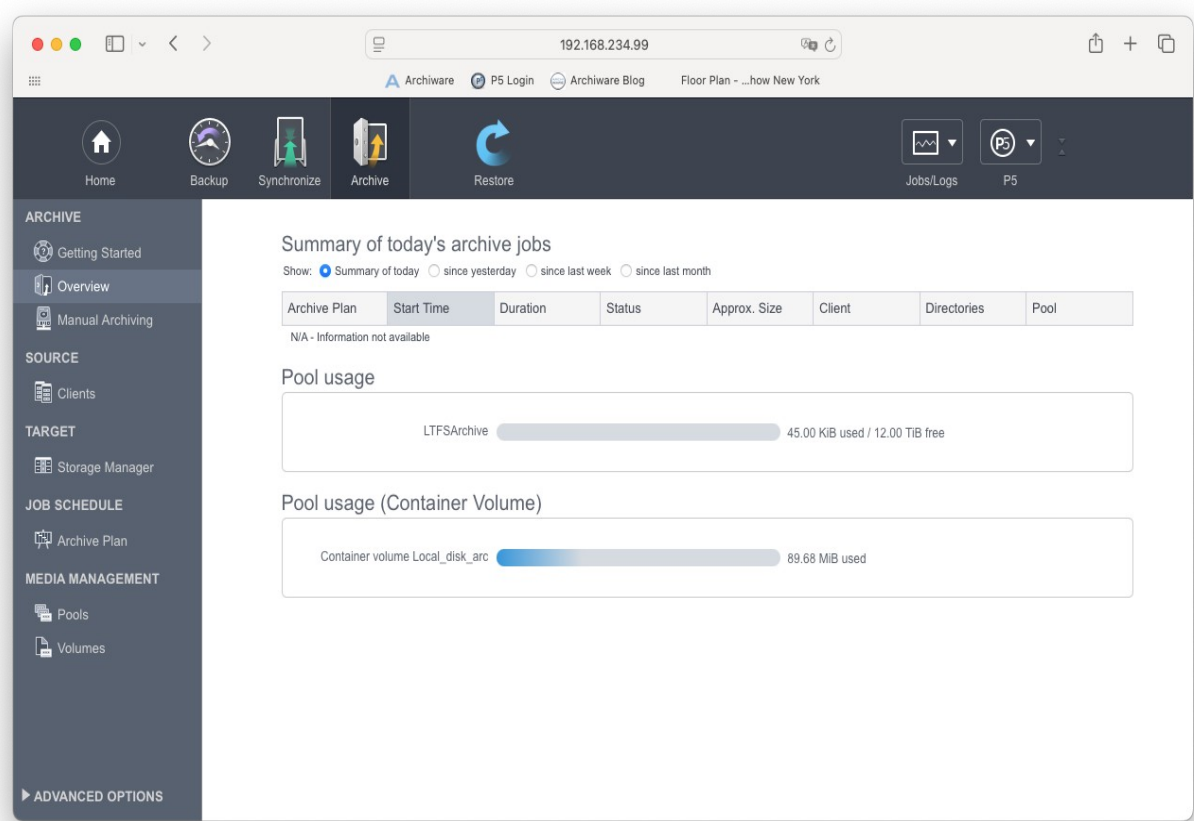 192.168.234.99
Archiware P5 Login Archiware Blog Floor Plan - ...how New York
Home Backup Synchronize Archive Restore Jobs/Logs P5
ARCHIVE
Getting Started
Overview
Manual Archiving
SOURCE
Clients
TARGET
Storage Manager
JOB SCHEDULE
Archive Plan
MEDIA MANAGEMENT
Pools
Volumes
ADVANCED OPTIONS
Summary of today's archive jobs
Show: Summary of today since yesterday since last week since last month
Archive Plan Start Time Duration Status Approx. Size Client Directories Pool
N/A - Information not available
Pool usage
LTFSArchive 45.00 KiB used / 12.00 TiB free
Pool usage (Container Volume)
Container volume Local_disk_arc 89.68 MiB used